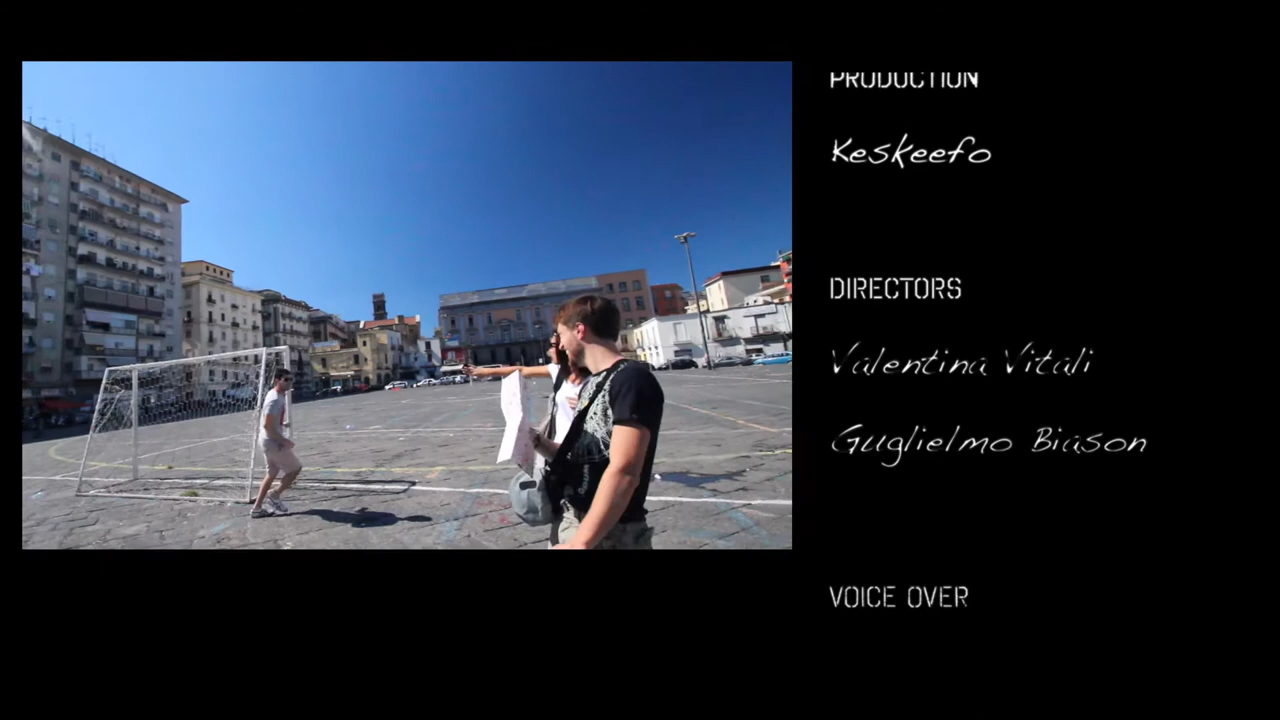 PRODUCTION
Keskeefo
DIRECTORS
Valentina Vitali
Guglielmo Biason
VOICE OVER